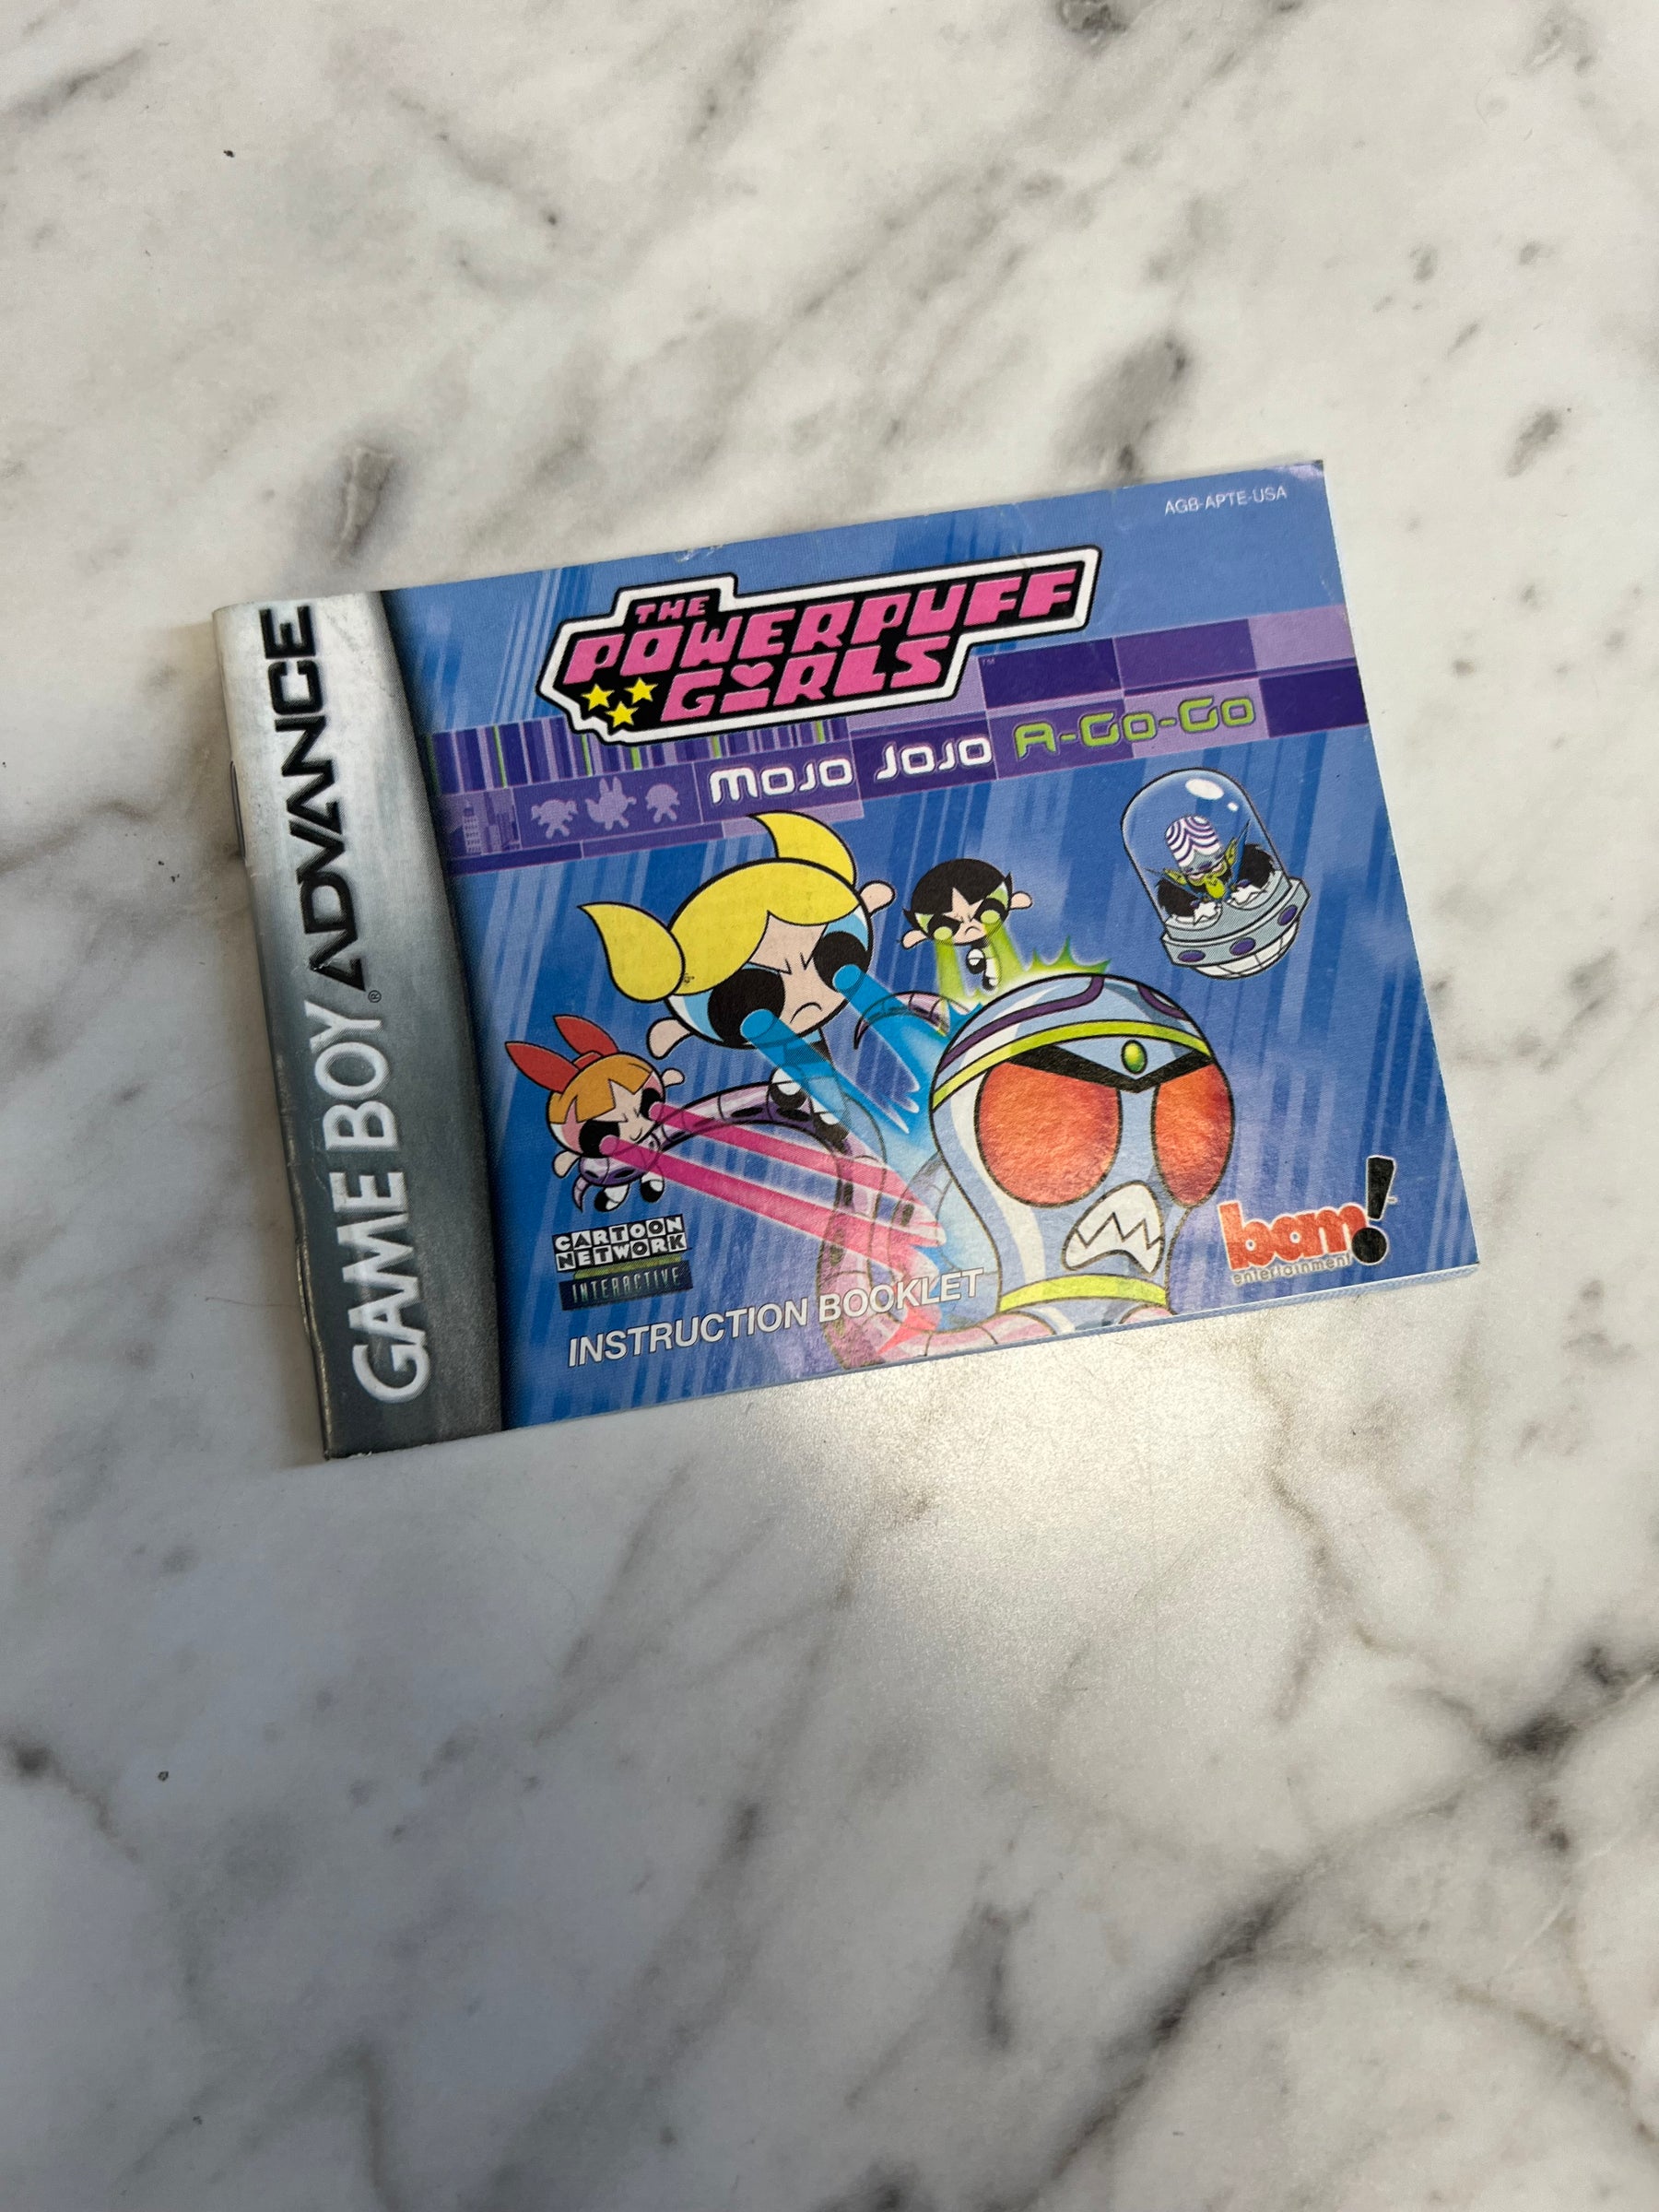 AGB-APTE-USA
GAME BOY ADVANCE®
THE
POWERPUFF
GIRLS™
MOJO JOJO A-GO-GO
CARTOON
NETWORK
INTERACTIVE
INSTRUCTION BOOKLET
bam!™
entertainment